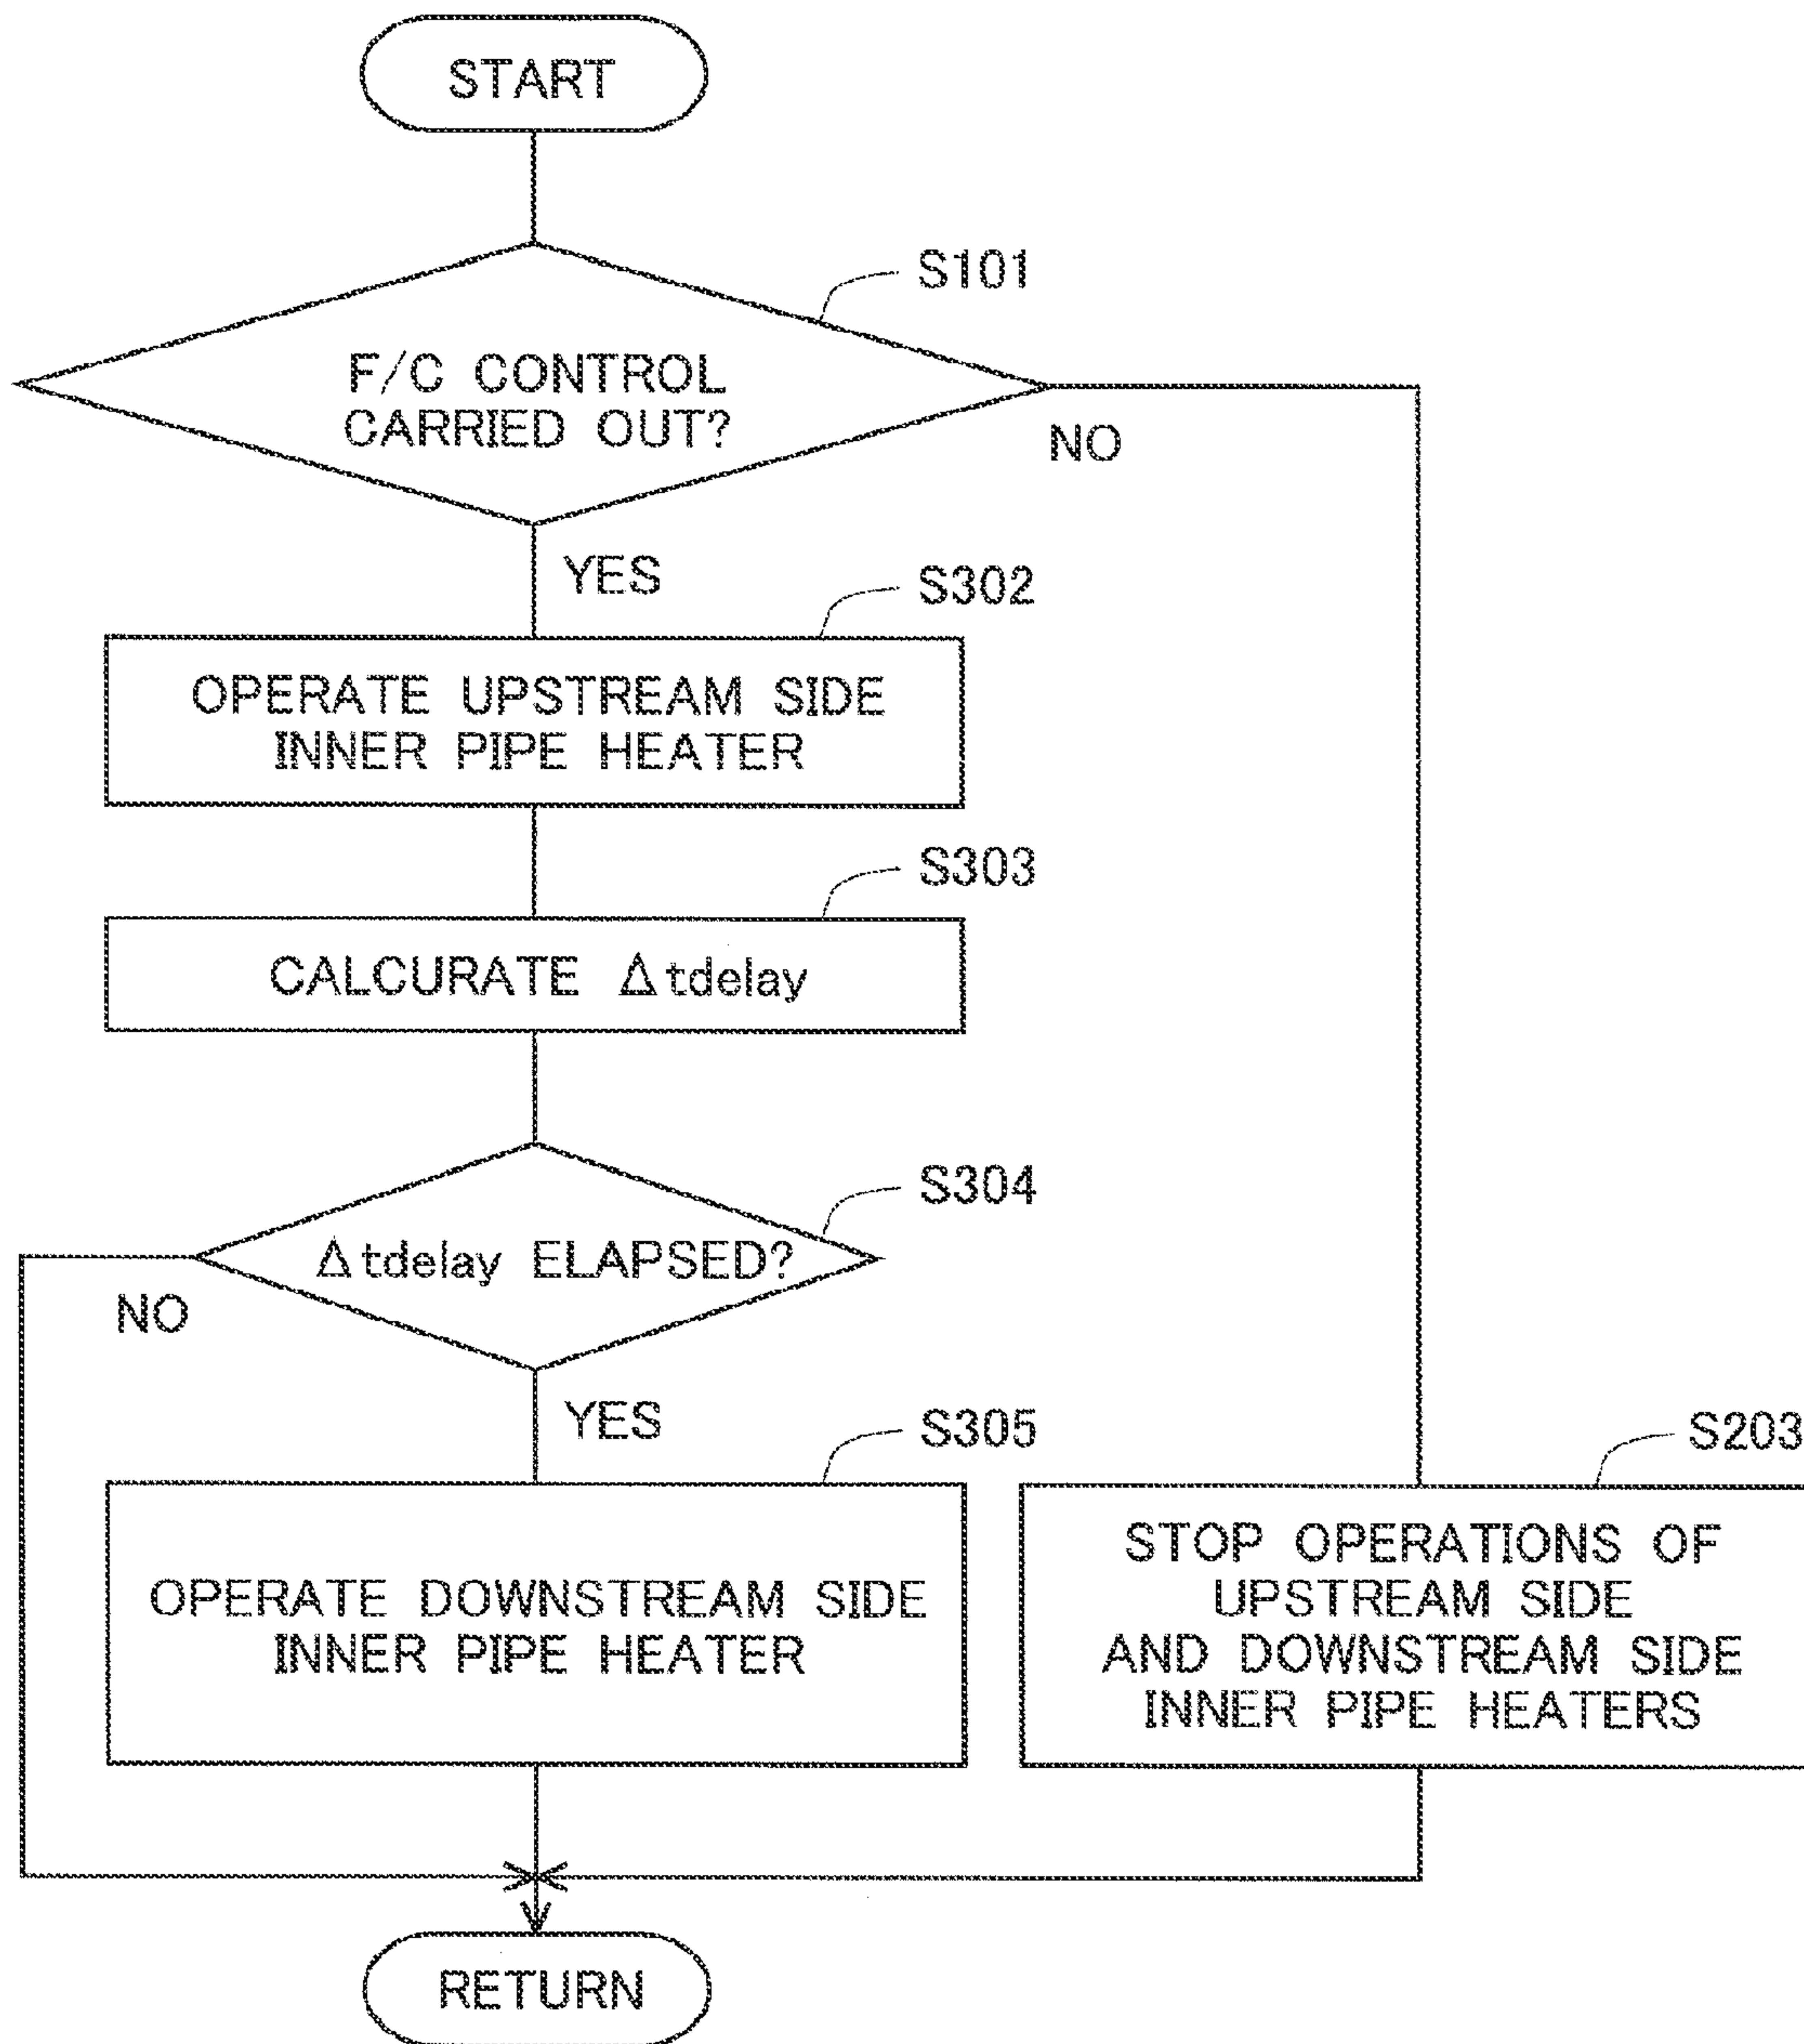 START
S101
F/C CONTROL
CARRIED OUT?
NO
YES
S302
OPERATE UPSTREAM SIDE
INNER PIPE HEATER
S303
CALCURATE Δtdelay
S304
Δtdelay ELAPSED?
NO
YES
S305
OPERATE DOWNSTREAM SIDE
INNER PIPE HEATER
S203
STOP OPERATIONS OF
UPSTREAM SIDE
AND DOWNSTREAM SIDE
INNER PIPE HEATERS
RETURN